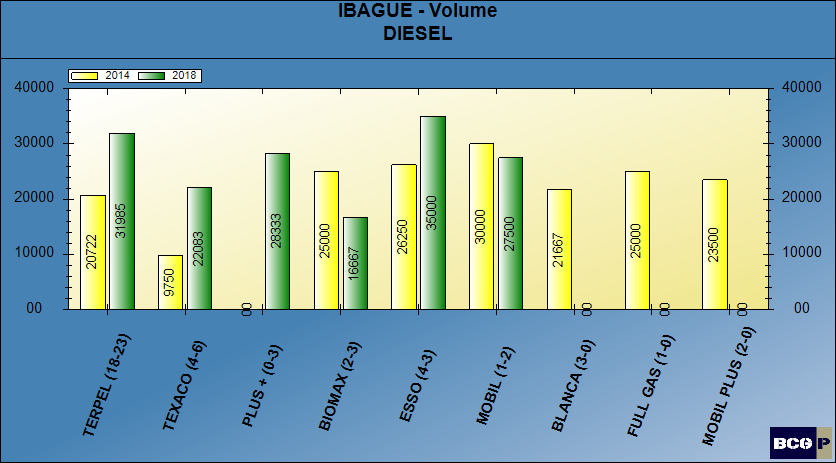 IBAGUE - Volume
DIESEL
2014 2018
40000 40000
30000 30000
20000 20000
10000 10000
00 00
20722 31985
9750 22083
00 28333
25000 16667
26250 35000
30000 27500
21667 00
25000 00
23500 00
TERPEL (18-23)
TEXACO (4-6)
PLUS + (0-3)
BIOMAX (2-3)
ESSO (4-3)
MOBIL (1-2)
BLANCA (3-0)
FULL GAS (1-0)
MOBIL PLUS (2-0)
BCO P